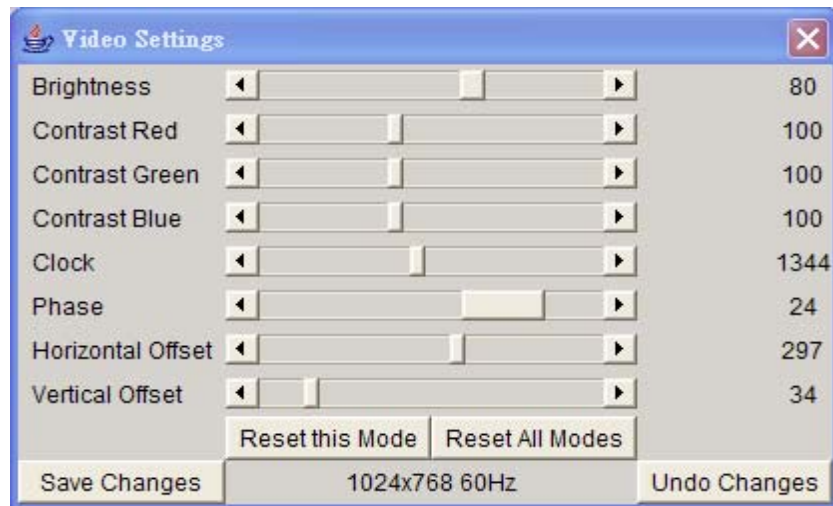 Video Settings
Brightness 80
Contrast Red 100
Contrast Green 100
Contrast Blue 100
Clock 1344
Phase 24
Horizontal Offset 297
Vertical Offset 34
Reset this Mode Reset All Modes
Save Changes 1024x768 60Hz Undo Changes